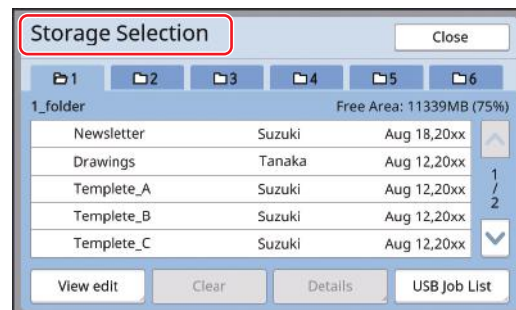 Storage Selection
Close
1 2 3 4 5 6
1_folder Free Area: 11339MB (75%)
Newsletter Suzuki Aug 18,20xx
Drawings Tanaka Aug 12,20xx
Templete_A Suzuki Aug 12,20xx
Templete_B Suzuki Aug 12,20xx
Templete_C Suzuki Aug 12,20xx
1
/
2
View edit Clear Details USB Job List